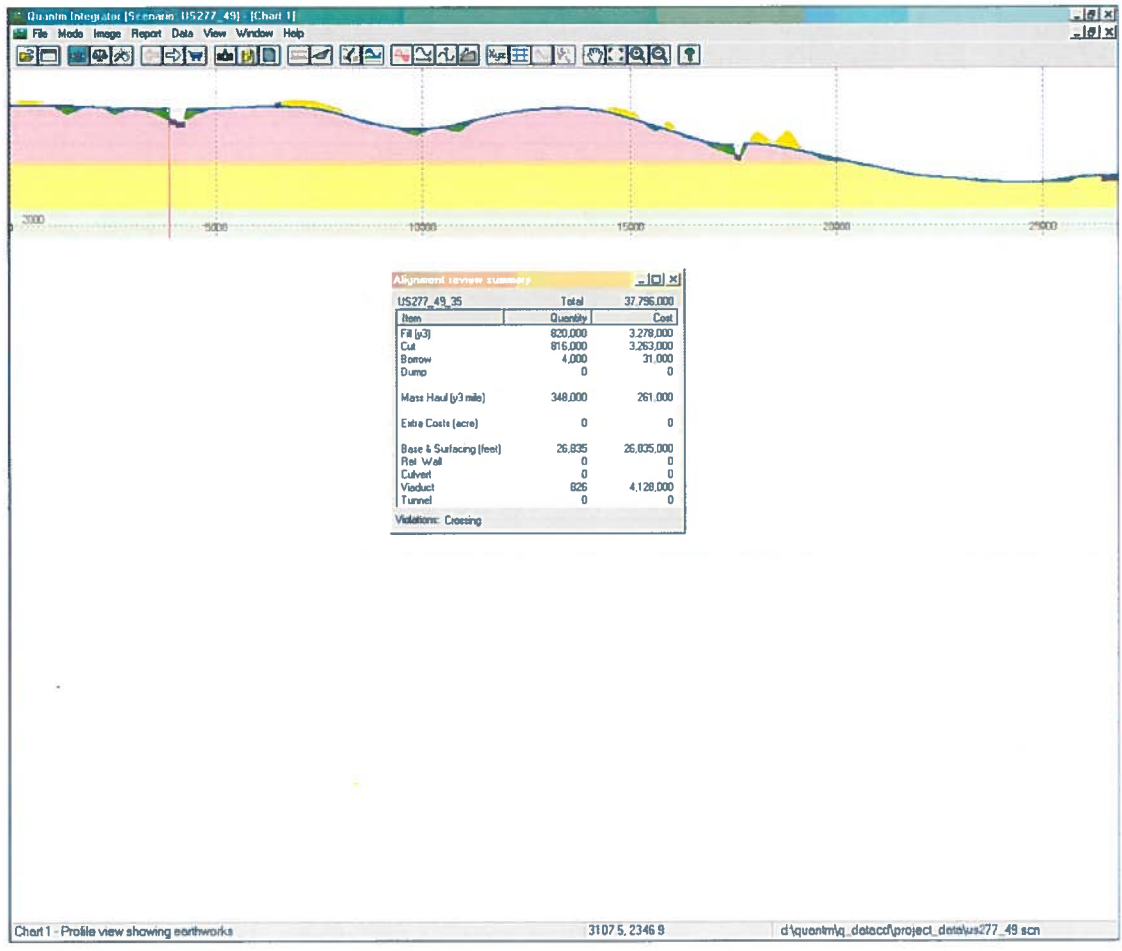 Quantm Integrator [Scenario: US277_49] - [Chart 1]
File Mode Image Report Data View Window Help
Xyz
2000
5000 10000 15000 20000 25000
Alignment review summary
US277_49_35 Total 37,796,000
Item Quantity Cost
Fill (y3) 820,000 3,278,000
Cut 816,000 3,263,000
Borrow 4,000 31,000
Dump 0 0
Mass Haul (y3 mile) 348,000 261,000
Extra Costs (acre) 0 0
Base & Surfacing (feet) 26,835 26,835,000
Ret. Wall 0 0
Culvert 0 0
Viaduct 826 4,128,000
Tunnel 0 0
Violations: Crossing
Chart 1 - Profile view showing earthworks 3107.5, 2346.9 d:\quantm\q_datacd\project_data\us277_49.scn